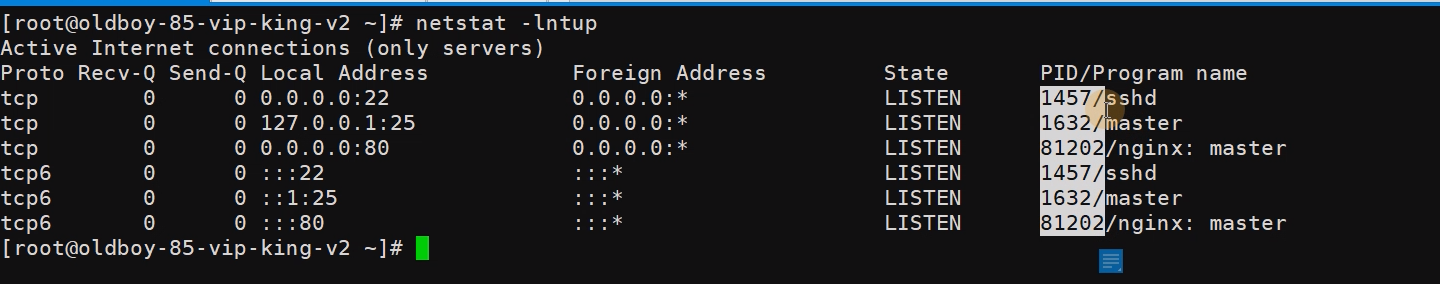 [root@oldboy-85-vip-king-v2 ~]# netstat -lntup
Active Internet connections (only servers)
Proto Recv-Q Send-Q Local Address           Foreign Address         State       PID/Program name
tcp        0      0 0.0.0.0:22              0.0.0.0:*               LISTEN      1457/sshd
tcp        0      0 127.0.0.1:25            0.0.0.0:*               LISTEN      1632/master
tcp        0      0 0.0.0.0:80              0.0.0.0:*               LISTEN      81202/nginx: master
tcp6       0      0 :::22                   :::*                    LISTEN      1457/sshd
tcp6       0      0 ::1:25                  :::*                    LISTEN      1632/master
tcp6       0      0 :::80                   :::*                    LISTEN      81202/nginx: master
[root@oldboy-85-vip-king-v2 ~]#